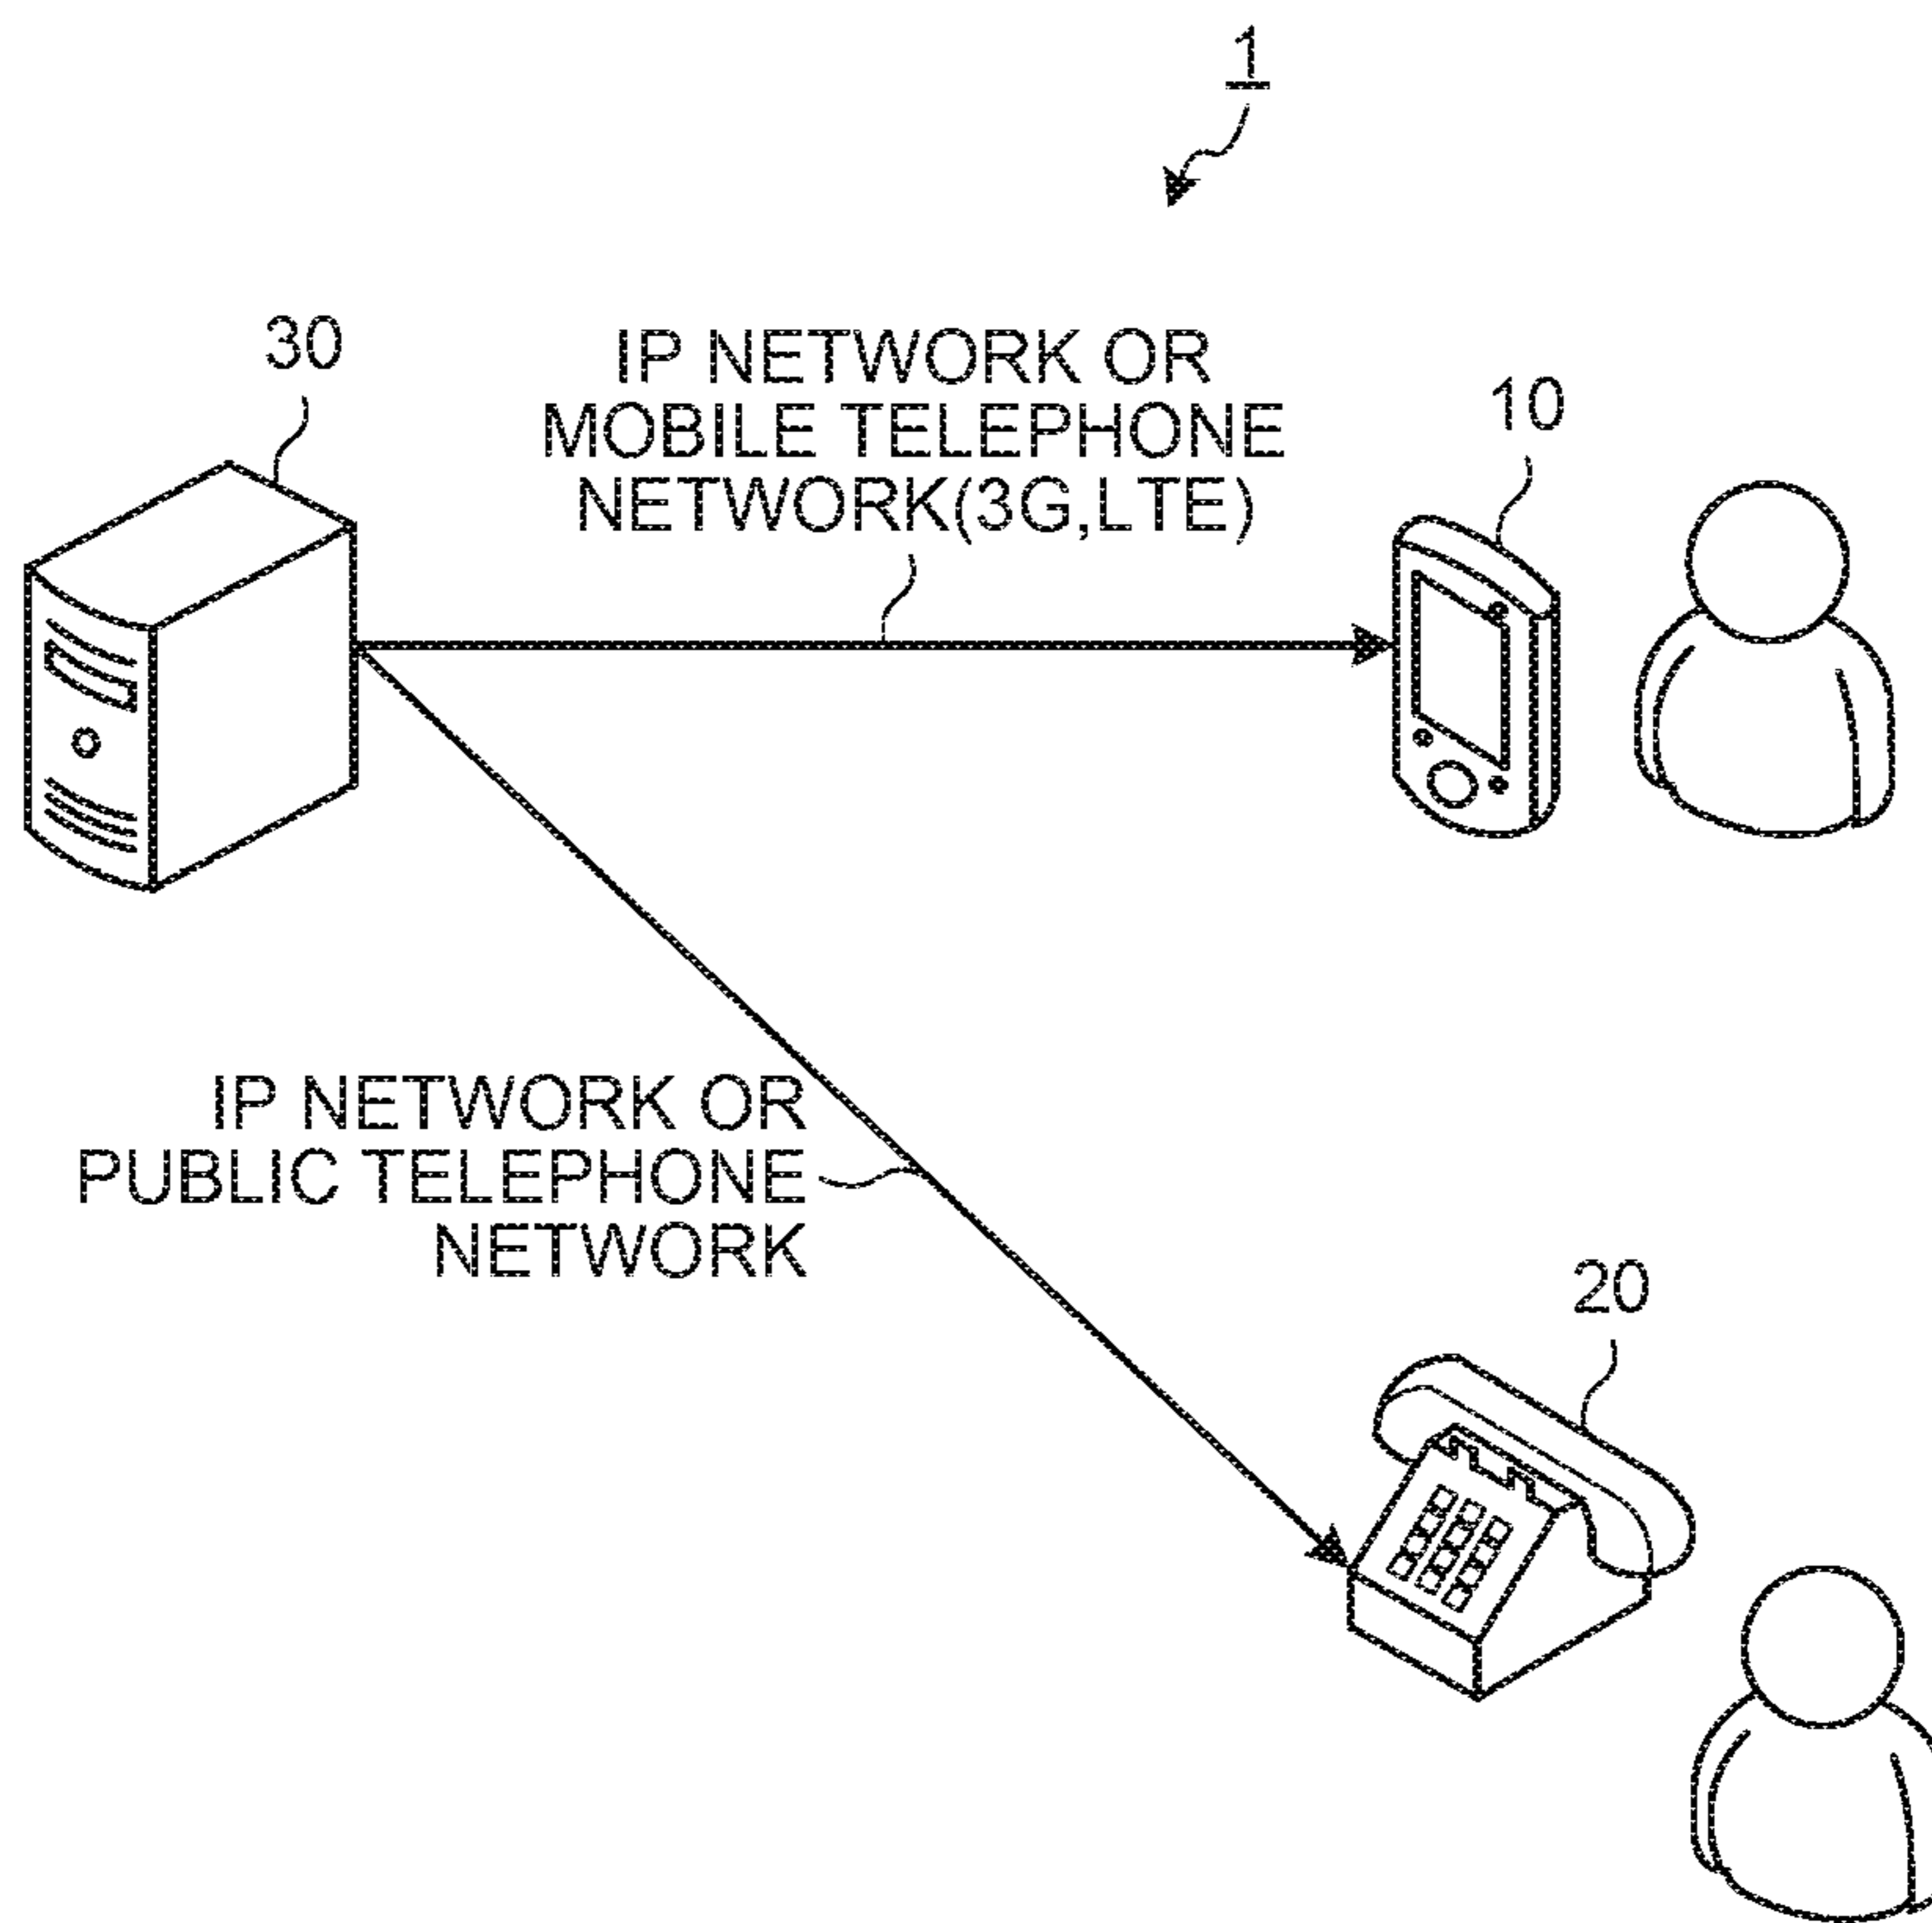 1
30
IP NETWORK OR
MOBILE TELEPHONE
NETWORK(3G,LTE)
10
IP NETWORK OR
PUBLIC TELEPHONE
NETWORK
20